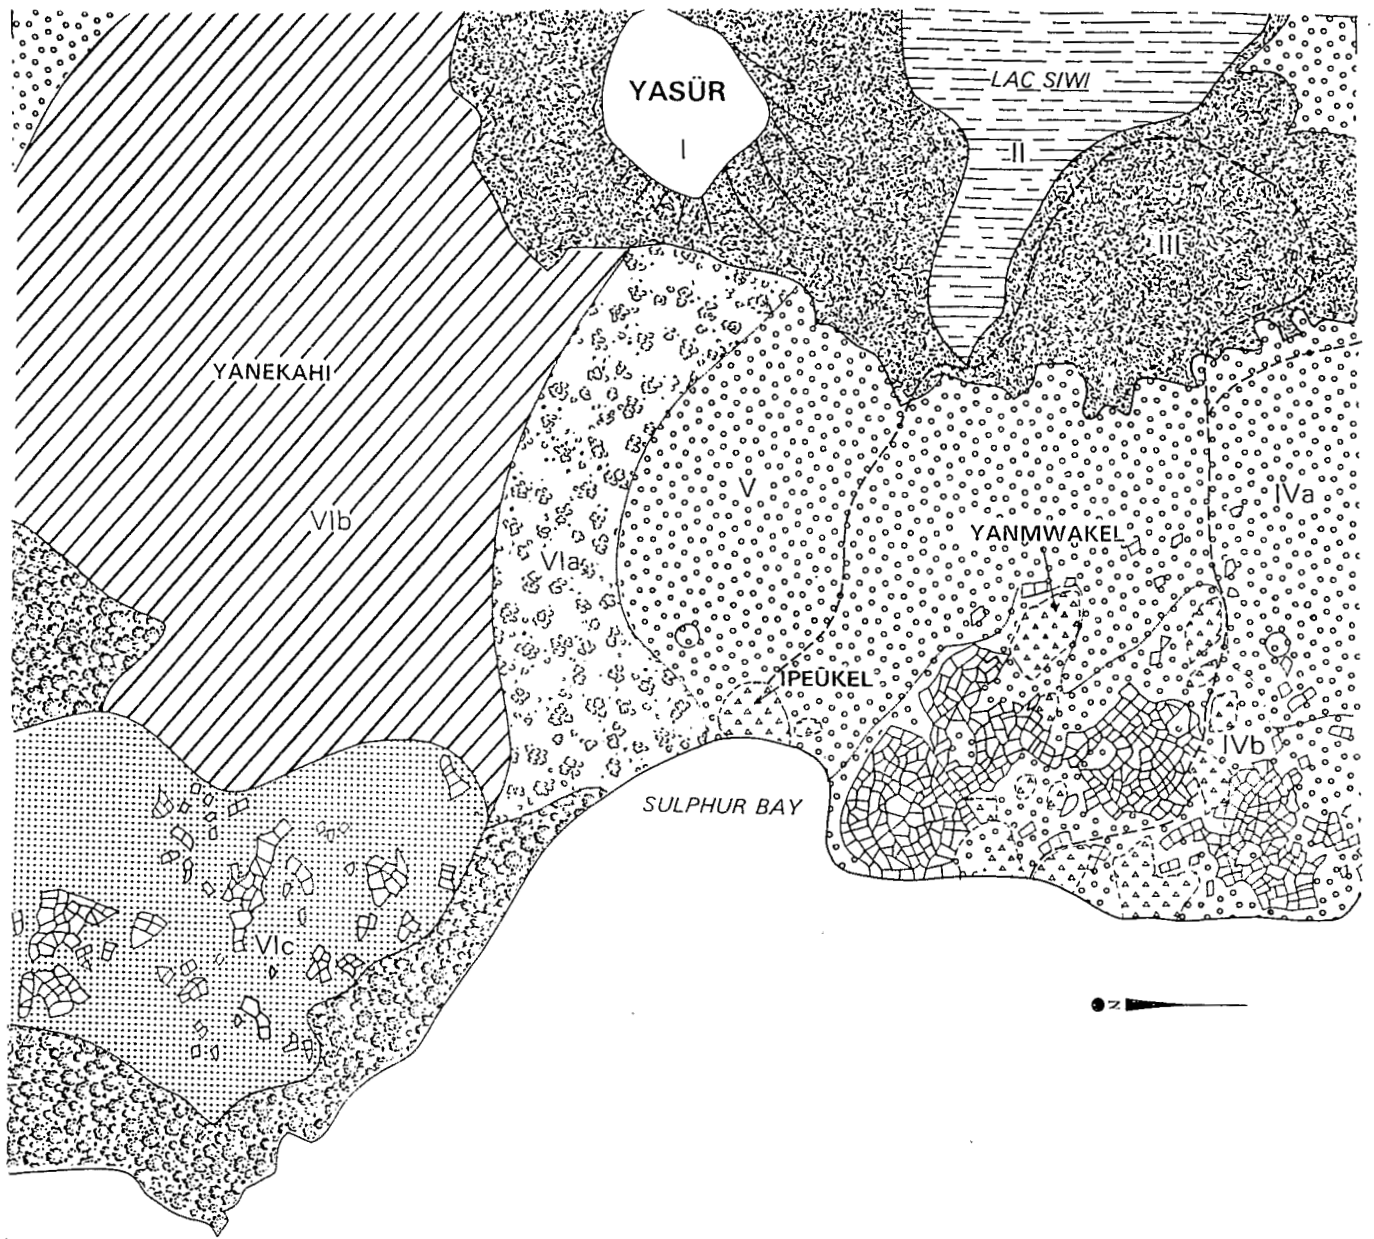 LAC SIWI
YASÜR
I
II
III
YANEKAHI
V
IVa
VIb
YANMWAKEL
VIa
IPEÜKEL
IVb
SULPHUR BAY
VIc
N